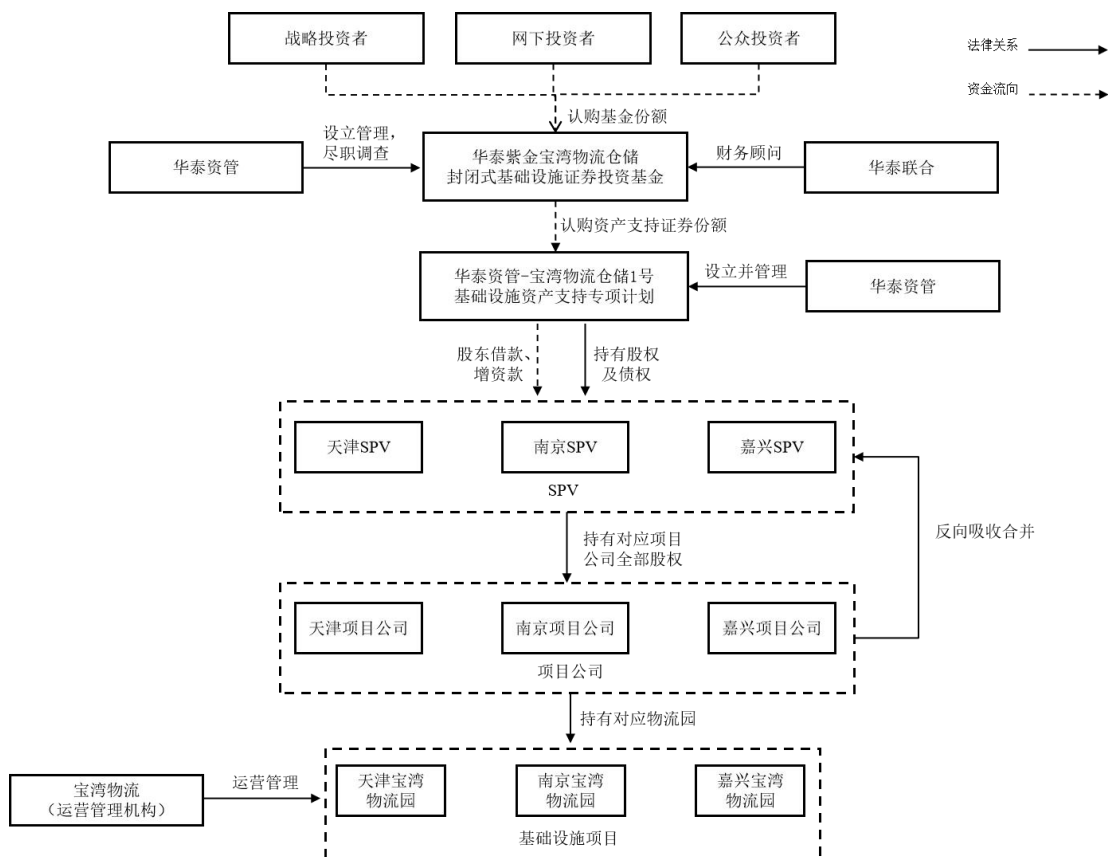 战略投资者
网下投资者
公众投资者
法律关系
资金流向
认购基金份额
华泰资管
设立管理，
尽职调查
华泰紫金宝湾物流仓储
封闭式基础设施证券投资基金
财务顾问
华泰联合
认购资产支持证券份额
华泰资管-宝湾物流仓储1号
基础设施资产支持专项计划
设立并管理
华泰资管
股东借款、
增资款
持有股权
及债权
天津SPV
南京SPV
嘉兴SPV
SPV
持有对应项目
公司全部股权
反向吸收合并
天津项目公司
南京项目公司
嘉兴项目公司
项目公司
持有对应物流园
宝湾物流
（运营管理机构）
运营管理
天津宝湾
物流园
南京宝湾
物流园
嘉兴宝湾
物流园
基础设施项目